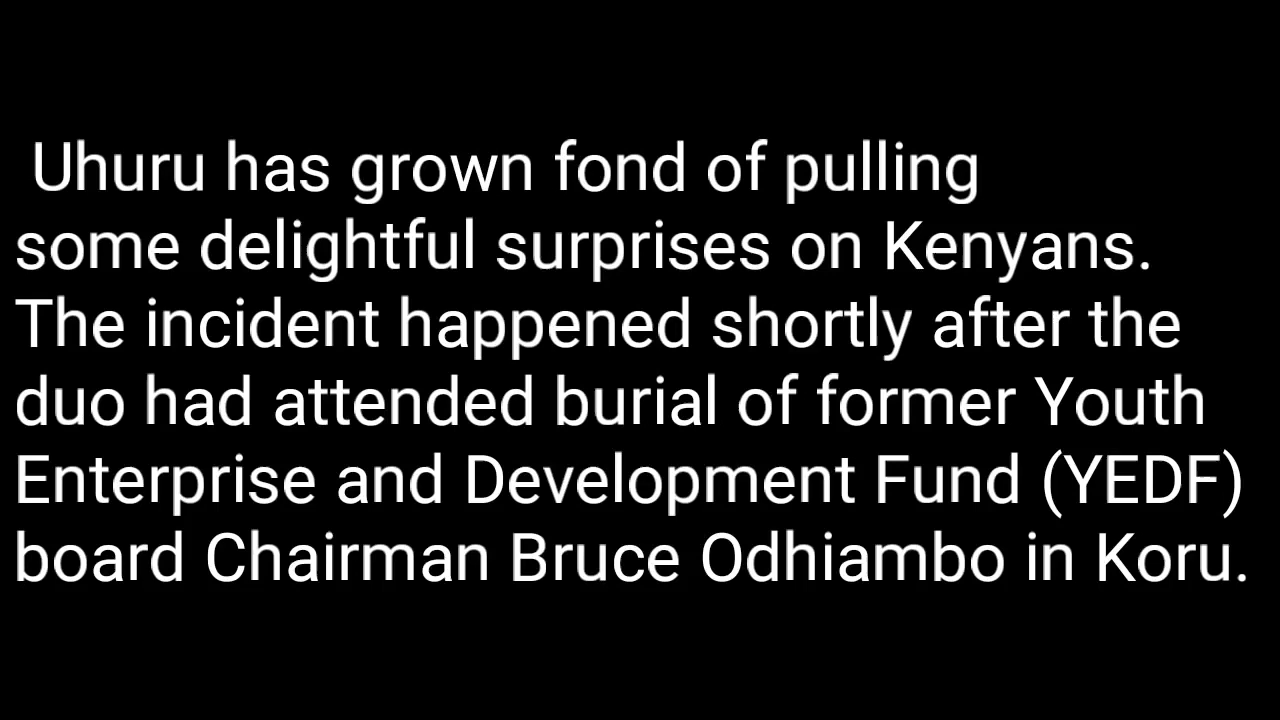 Uhuru has grown fond of pulling
some delightful surprises on Kenyans.
The incident happened shortly after the
duo had attended burial of former Youth
Enterprise and Development Fund (YEDF)
board Chairman Bruce Odhiambo in Koru.